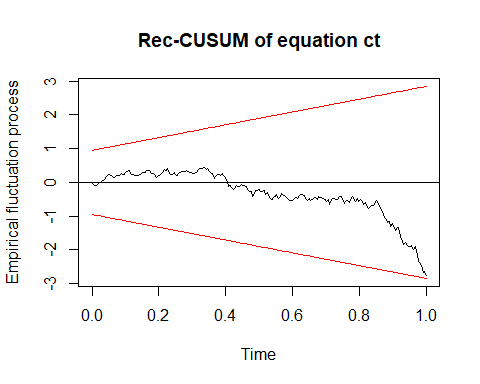 Rec-CUSUM of equation ct
Empirical fluctuation process
3
2
1
0
-1
-2
-3
0.0 0.2 0.4 0.6 0.8 1.0
Time